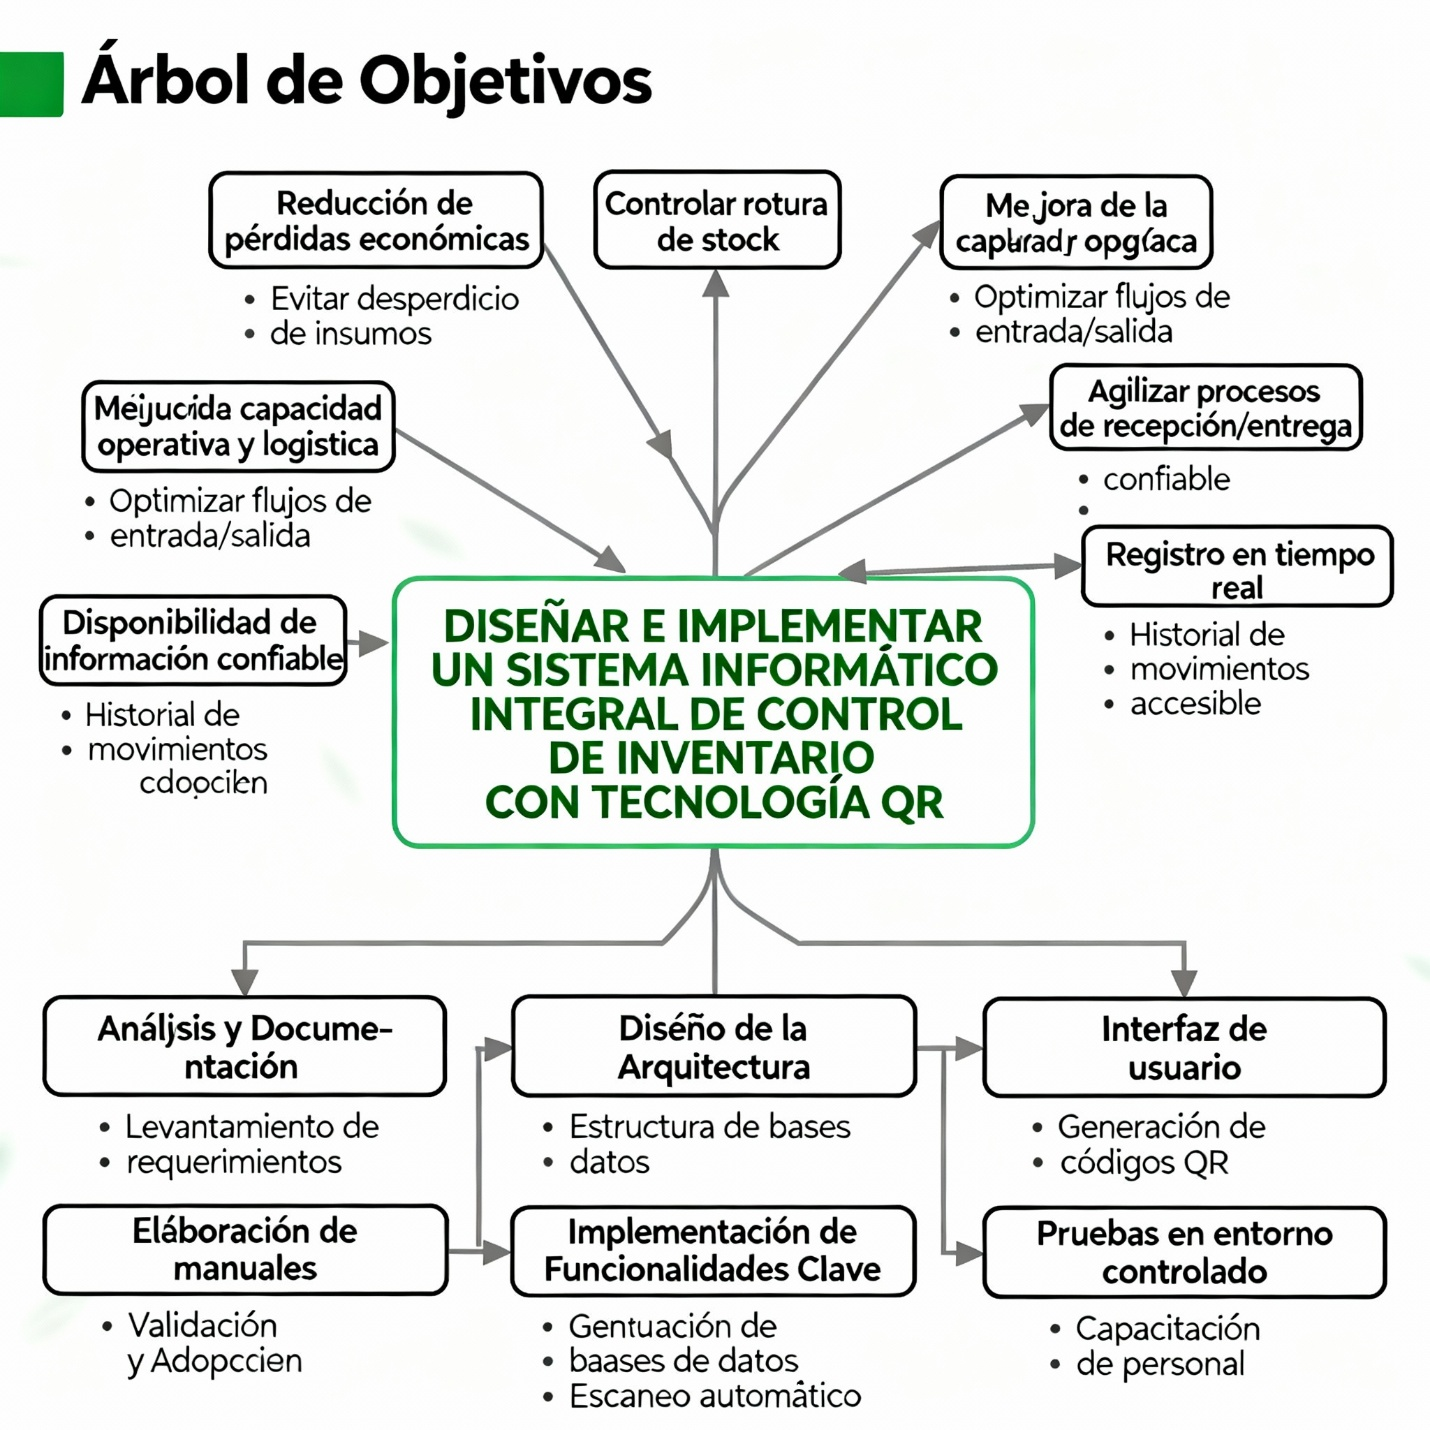 Árbol de Objetivos
Reducción de
pérdidas económicas
• Evitar desperdicio
• de insumos
Controlar rotura
de stock
Mejora de la
• Optimizar flujos de
• entrada/salida
capacidad
operativa y logistica
• Optimizar flujos de
• entrada/salida
Agilizar procesos
de recepción/entrega
• confiable
•
Registro en tiempo
real
• Historial de
• movimientos
• accesible
Disponibilidad de
información confiable
• Historial de
• movimientos
DISEÑAR E IMPLEMENTAR
UN SISTEMA INFORMÁTICO
INTEGRAL DE CONTROL
DE INVENTARIO
CON TECNOLOGÍA QR
Análisis y Docume-
ntación
• Levantamiento de
• requerimientos
Diséño de la
Arquitectura
• Estructura de bases
• datos
Interfaz de
usuario
• Generación de
• códigos QR
Eláboración de
manuales
• Validación
y Adopccien
Implementación de
Funcionalidades Clave
• Gentuación de
• baases de datos
• Escaneo automático
Pruebas en entorno
controlado
• Capacitación
• de personal